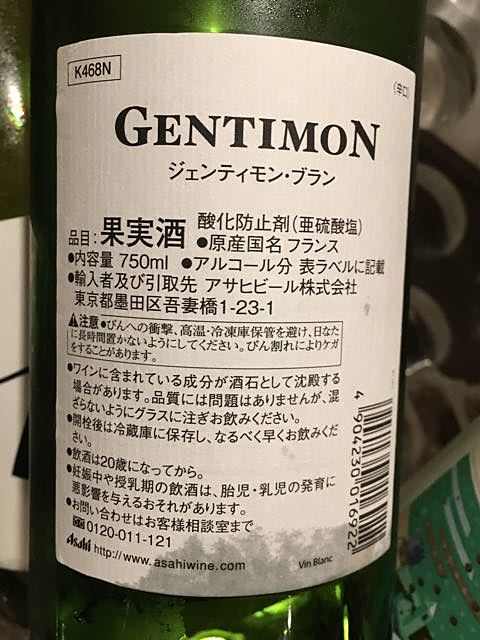 K468N
(辛口)
GENTIMON
ジェンティモン・ブラン
品目:果実酒 酸化防止剤(亜硫酸塩)
●原産国名 フランス
●内容量 750ml ●アルコール分 表ラベルに記載
●輸入者及び引取先 アサヒビール株式会社
東京都墨田区吾妻橋1-23-1
⚠注意 ●びんへの衝撃、高温・冷凍庫保管を避け、日なた
に長時間置かないようにしてください。びん割れによりケガ
をすることがあります。
●ワインに含まれている成分が酒石として沈殿する
場合があります。品質には問題はありませんが、混
ざらないようにグラスに注ぎお飲みください。
●開栓後は冷蔵庫に保存し、なるべく早くお飲みくだ
さい。
●飲酒は20歳になってから。
●妊娠中や授乳期の飲酒は、胎児・乳児の発育に
悪影響を与えるおそれがあります。
●お問い合わせはお客様相談室まで
0120-011-121
Asahi http://www.asahiwine.com
Vin Blanc
4 904230 016922